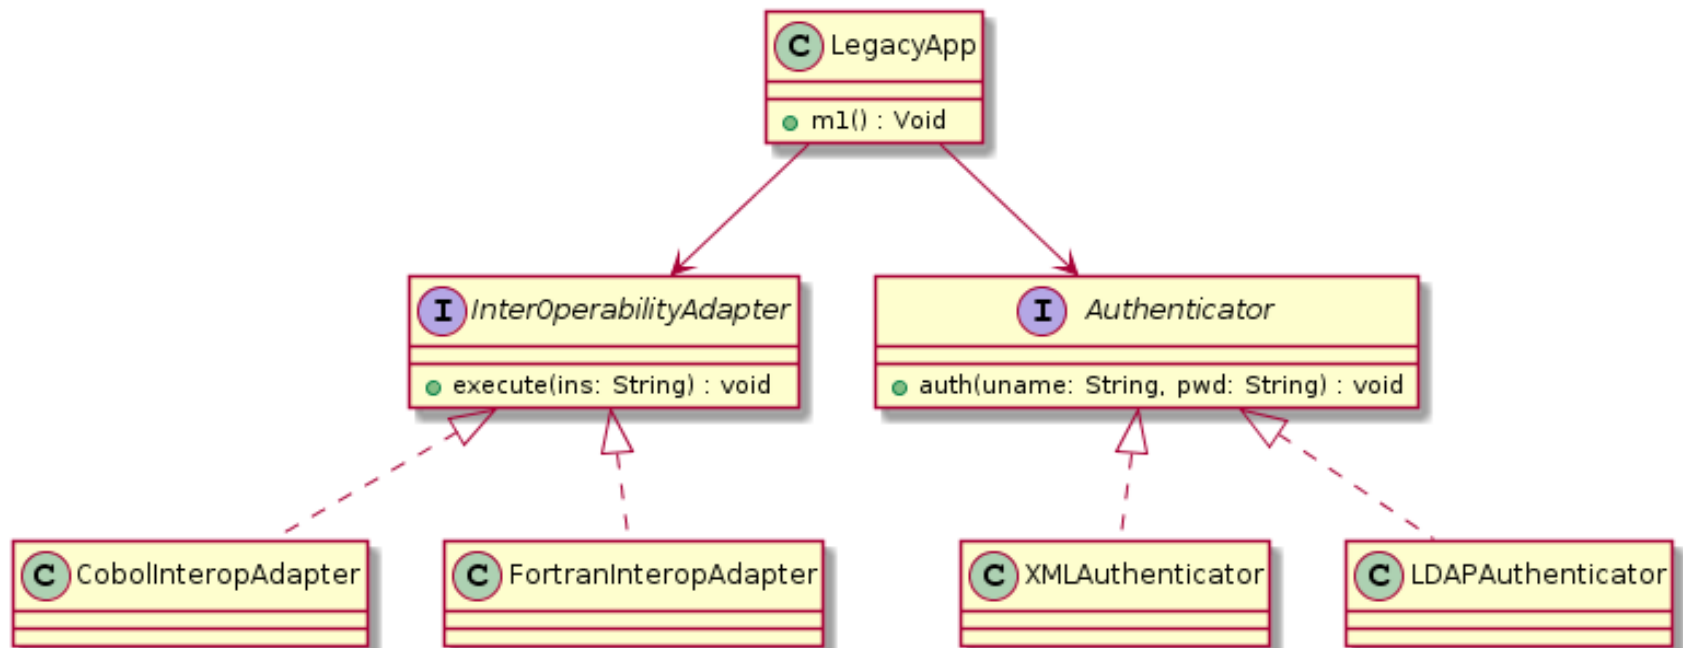 C LegacyApp
m1() : Void
I InterOperabilityAdapter
execute(ins: String) : void
I Authenticator
auth(uname: String, pwd: String) : void
C CobolInteropAdapter
C FortranInteropAdapter
C XMLAuthenticator
C LDAPAuthenticator